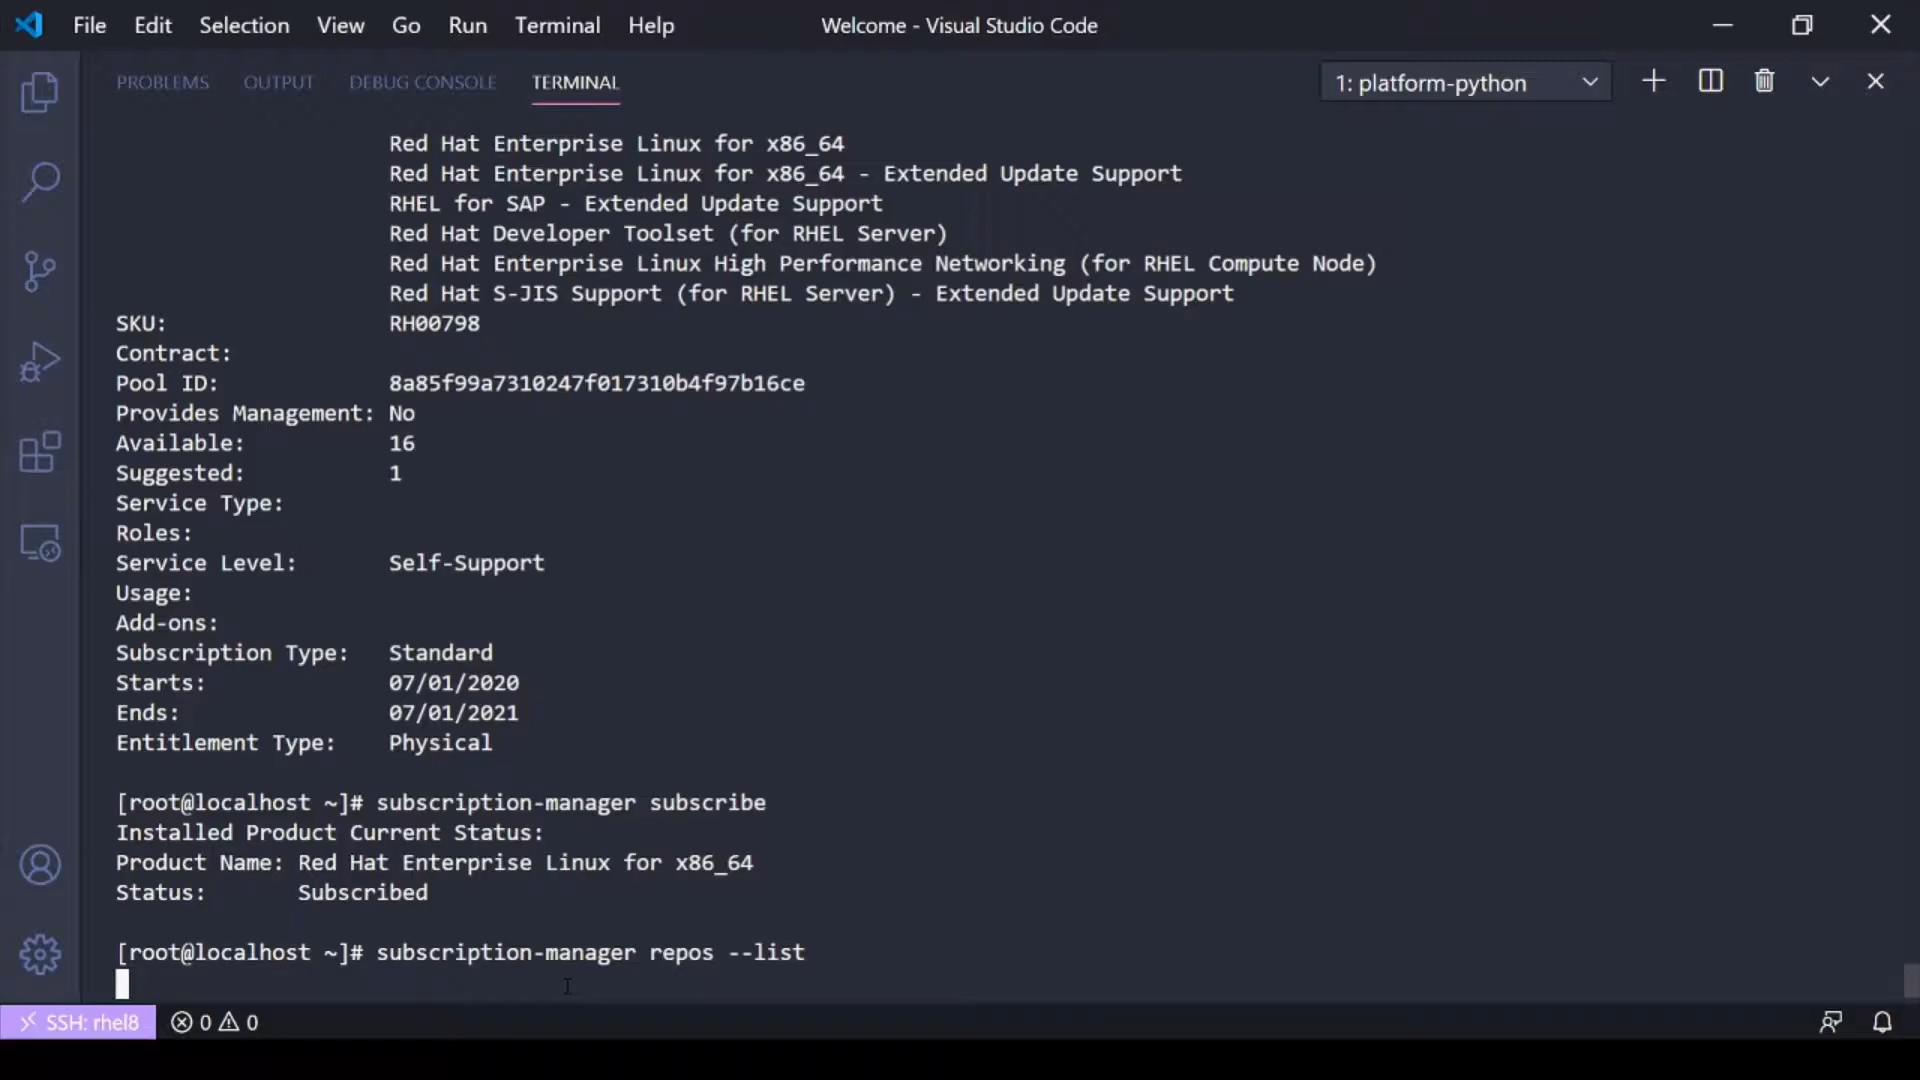 File Edit Selection View Go Run Terminal Help Welcome - Visual Studio Code
PROBLEMS OUTPUT DEBUG CONSOLE TERMINAL 1: platform-python
Red Hat Enterprise Linux for x86_64
Red Hat Enterprise Linux for x86_64 - Extended Update Support
RHEL for SAP - Extended Update Support
Red Hat Developer Toolset (for RHEL Server)
Red Hat Enterprise Linux High Performance Networking (for RHEL Compute Node)
Red Hat S-JIS Support (for RHEL Server) - Extended Update Support
SKU: RH00798
Contract:
Pool ID: 8a85f99a7310247f017310b4f97b16ce
Provides Management: No
Available: 16
Suggested: 1
Service Type:
Roles:
Service Level: Self-Support
Usage:
Add-ons:
Subscription Type: Standard
Starts: 07/01/2020
Ends: 07/01/2021
Entitlement Type: Physical
[root@localhost ~]# subscription-manager subscribe
Installed Product Current Status:
Product Name: Red Hat Enterprise Linux for x86_64
Status: Subscribed
[root@localhost ~]# subscription-manager repos --list
SSH: rhel8 0 0